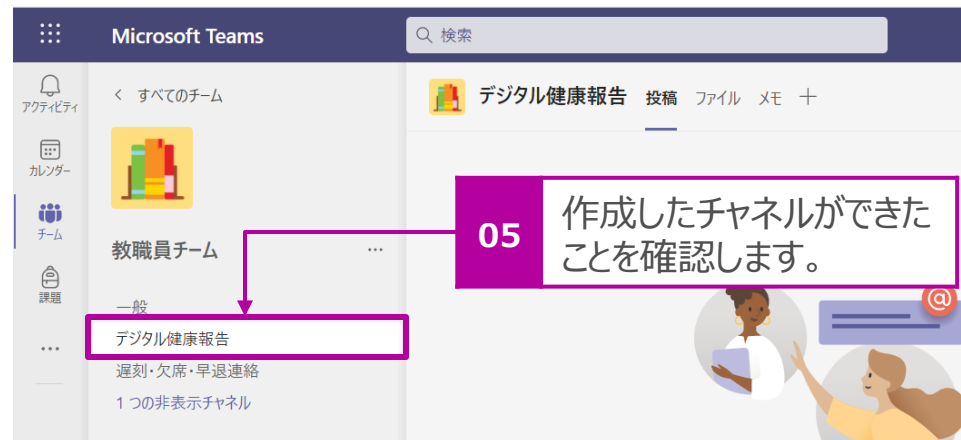 Microsoft Teams
検索
アクティビティ
カレンダー
チーム
課題
…
< すべてのチーム
教職員チーム …
一般
デジタル健康報告
遅刻・欠席・早退連絡
1 つの非表示チャネル
デジタル健康報告 投稿 ファイル メモ +
05
作成したチャネルができた
ことを確認します。
@